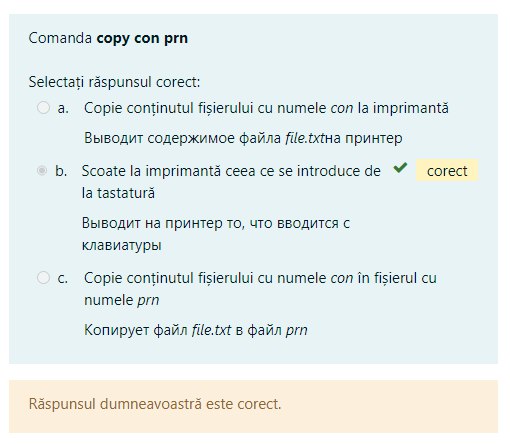 Comanda copy con prn
Selectați răspunsul corect:
a. Copie conținutul fișierului cu numele con la imprimantă
Выводит содержимое файла file.txtна принтер
b. Scoate la imprimantă ceea ce se introduce de
la tastatură
corect
Выводит на принтер то, что вводится с
клавиатуры
c. Copie conținutul fișierului cu numele con în fișierul cu
numele prn
Копирует файл file.txt в файл prn
Răspunsul dumneavoastră este corect.